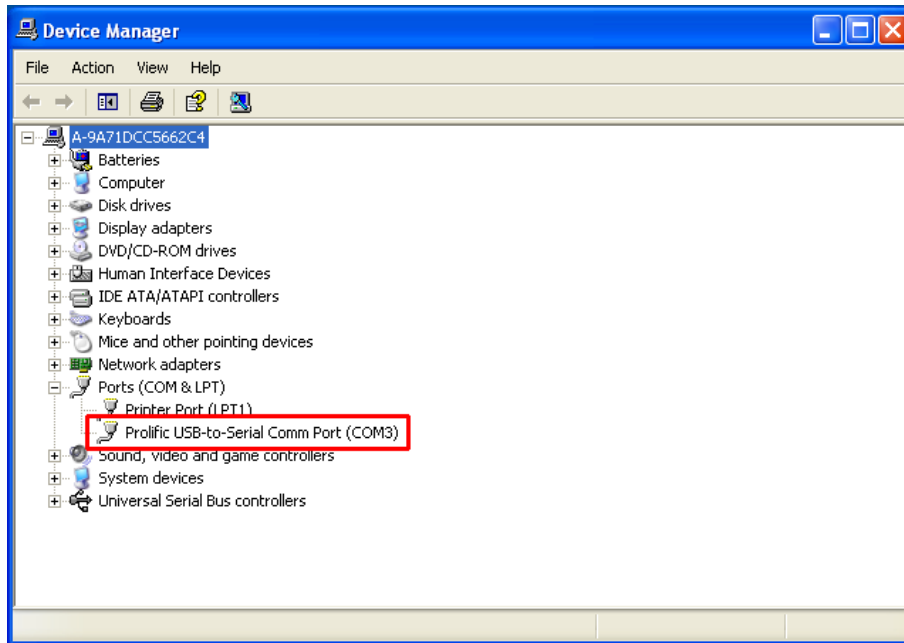 Device Manager
File Action View Help
A-9A71DCC5662C4
Batteries
Computer
Disk drives
Display adapters
DVD/CD-ROM drives
Human Interface Devices
IDE ATA/ATAPI controllers
Keyboards
Mice and other pointing devices
Network adapters
Ports (COM & LPT)
Printer Port (LPT1)
Prolific USB-to-Serial Comm Port (COM3)
Sound, video and game controllers
System devices
Universal Serial Bus controllers